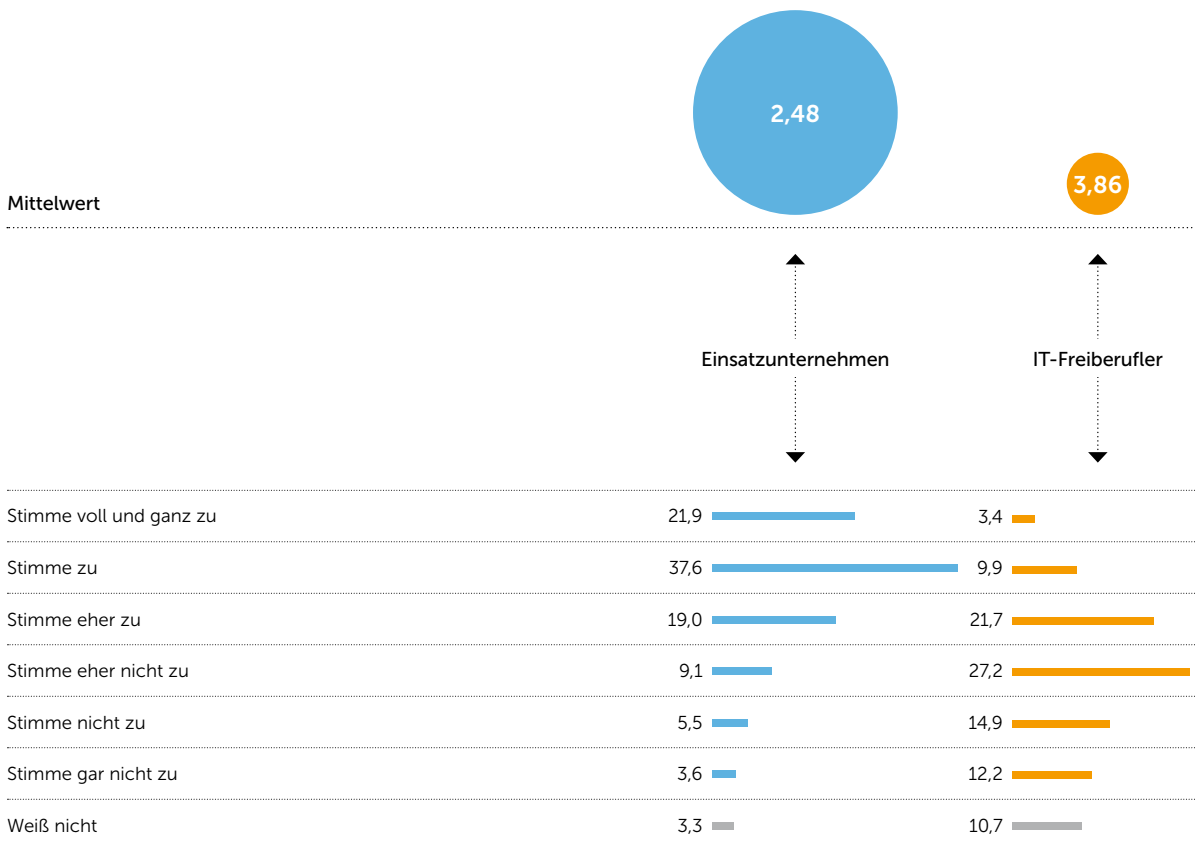 2,48
3,86
Mittelwert
Einsatzunternehmen IT-Freiberufler
Stimme voll und ganz zu 21,9 3,4
Stimme zu 37,6 9,9
Stimme eher zu 19,0 21,7
Stimme eher nicht zu 9,1 27,2
Stimme nicht zu 5,5 14,9
Stimme gar nicht zu 3,6 12,2
Weiß nicht 3,3 10,7